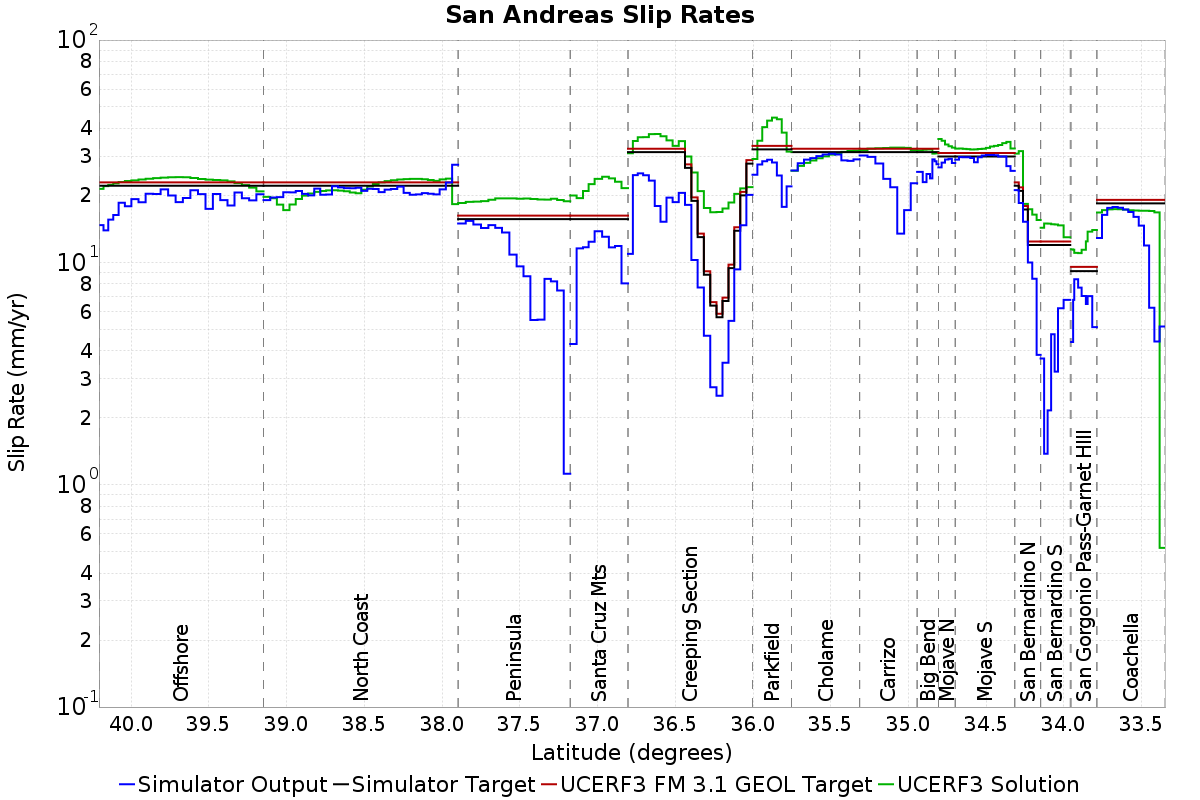 San Andreas Slip Rates
10^2
8
6
4
3
2
10^1
8
6
4
3
2
10^0
8
6
4
3
2
10^-1
Slip Rate (mm/yr)
Offshore
North Coast
Peninsula
Santa Cruz Mts
Creeping Section
Parkfield
Cholame
Carrizo
Big Bend
Mojave N
Mojave S
San Bernardino N
San Bernardino S
San Gorgonio Pass-Garnet HIll
Coachella
40.0 39.5 39.0 38.5 38.0 37.5 37.0 36.5 36.0 35.5 35.0 34.5 34.0 33.5
Latitude (degrees)
Simulator Output Simulator Target UCERF3 FM 3.1 GEOL Target UCERF3 Solution